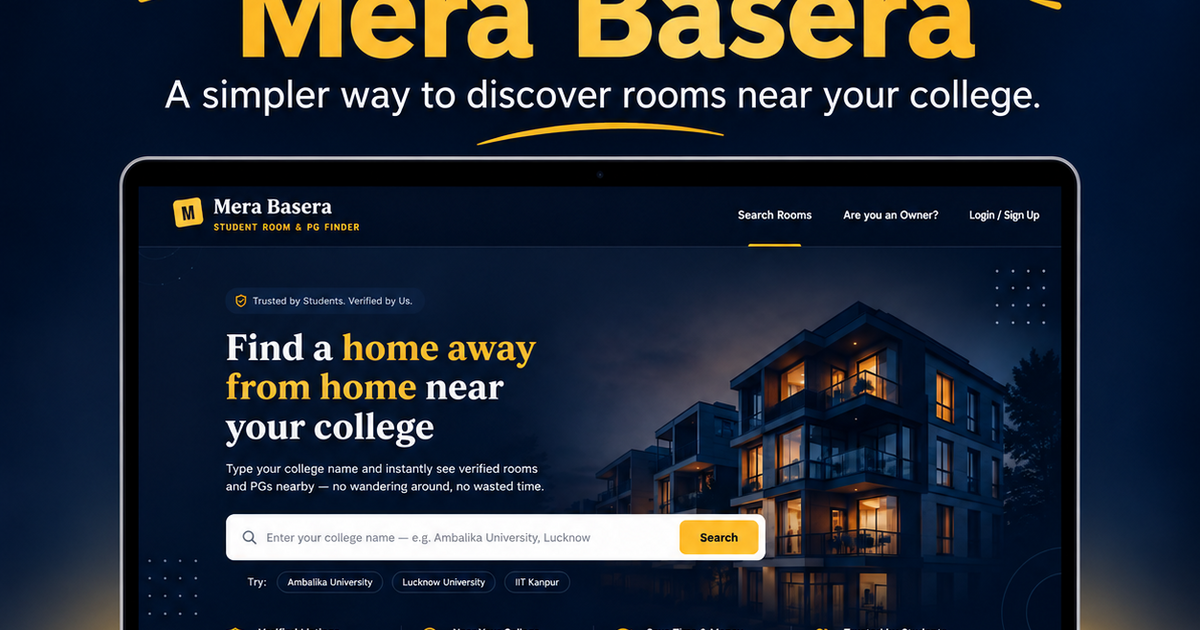 Mera Basera
A simpler way to discover rooms near your college.
M
Mera Basera
STUDENT ROOM & PG FINDER
Search Rooms
Are you an Owner?
Login / Sign Up
Trusted by Students. Verified by Us.
Find a home away
from home near
your college
Type your college name and instantly see verified rooms
and PGs nearby — no wandering around, no wasted time.
Enter your college name — e.g. Ambalika University, Lucknow
Search
Try:
Ambalika University
Lucknow University
IIT Kanpur